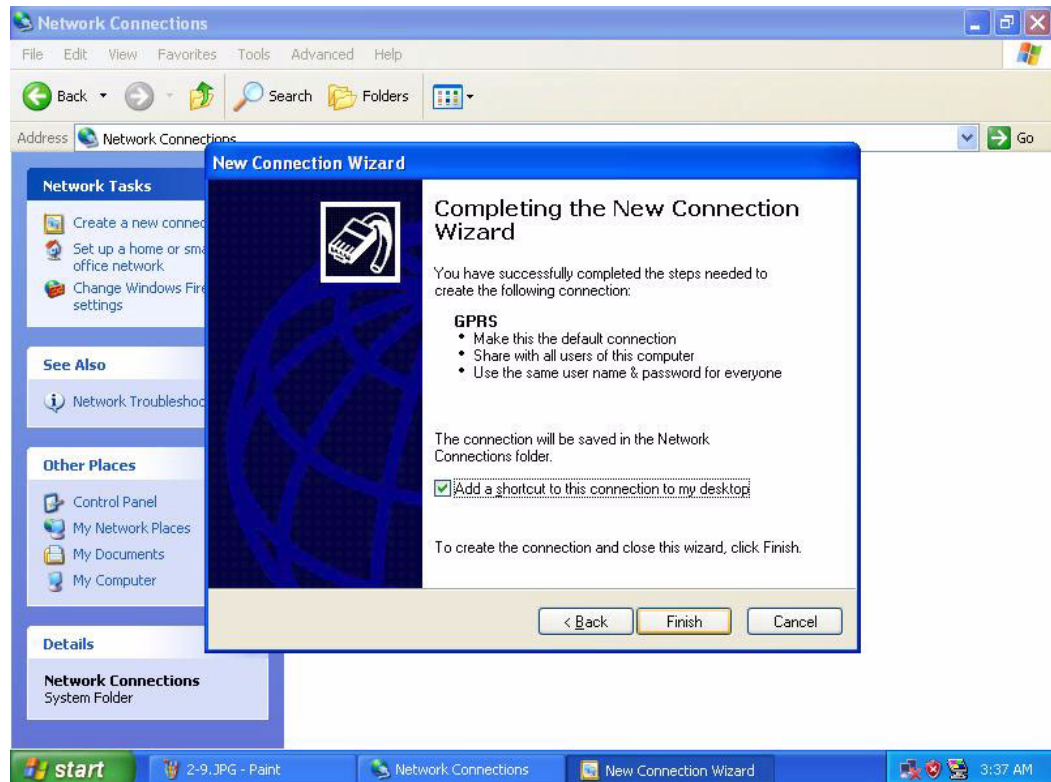 Network Connections
File Edit View Favorites Tools Advanced Help
Back Search Folders
Address Network Connections Go
New Connection Wizard
Network Tasks
Create a new connec
Set up a home or sma
office network
Change Windows Fire
settings
See Also
Network Troubleshoo
Other Places
Control Panel
My Network Places
My Documents
My Computer
Details
Network Connections
System Folder
Completing the New Connection
Wizard
You have successfully completed the steps needed to
create the following connection:
GPRS
• Make this the default connection
• Share with all users of this computer
• Use the same user name & password for everyone
The connection will be saved in the Network
Connections folder.
Add a shortcut to this connection to my desktop
To create the connection and close this wizard, click Finish.
< Back Finish Cancel
start 2-9.JPG - Paint Network Connections New Connection Wizard 3:37 AM